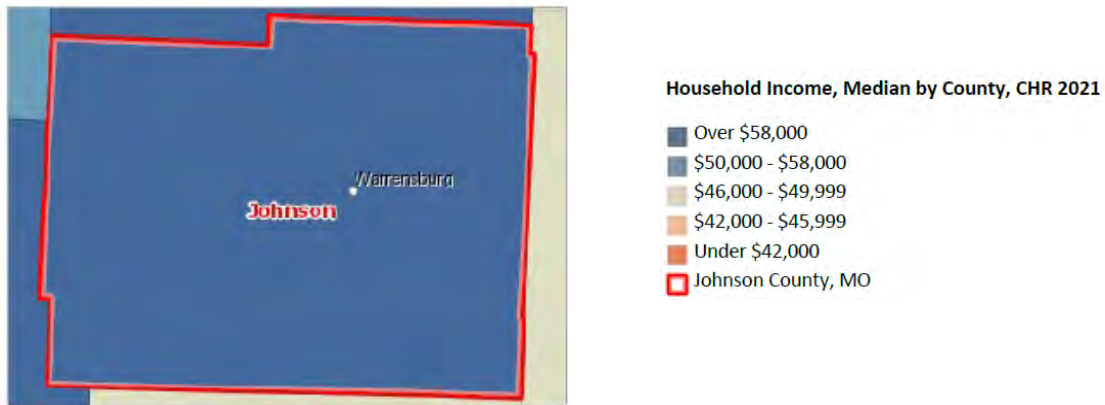 Warrensburg
Johnson
Household Income, Median by County, CHR 2021
Over $58,000
$50,000 - $58,000
$46,000 - $49,999
$42,000 - $45,999
Under $42,000
Johnson County, MO